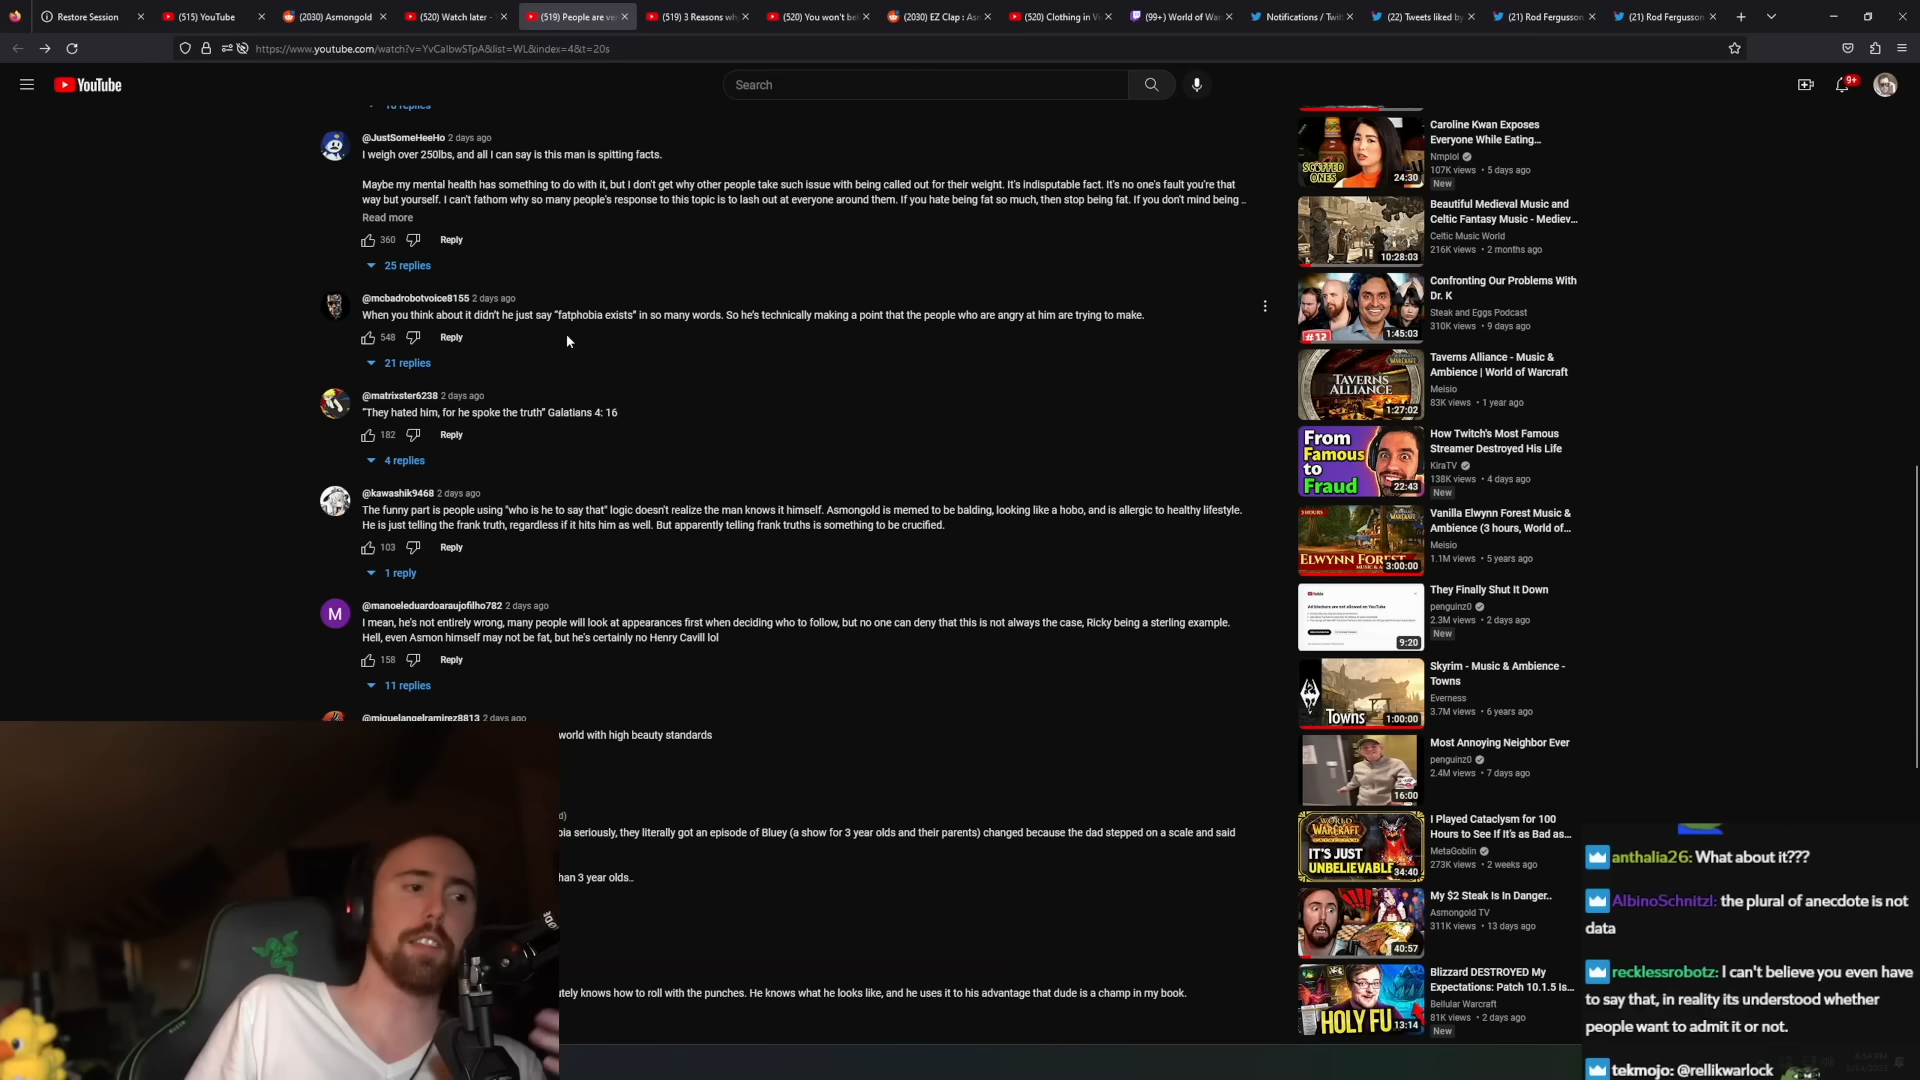 Restore Session
(515) YouTube
(2030) Asmongold
(520) Watch later -
(519) People are ve
(519) 3 Reasons wh
(520) You won't be
(2030) EZ Clap : As
(520) Clothing in V
(99+) World of Wa
Notifications / Twit
(22) Tweets liked by
(21) Rod Fergusson
(21) Rod Fergusson
YouTube
Search
9+
@JustSomeHeeHo 2 days ago
I weigh over 250lbs, and all I can say is this man is spitting facts.
Maybe my mental health has something to do with it, but I don't get why other people take such issue with being called out for their weight. It's indisputable fact. It's no one's fault you're that
way but yourself. I can't fathom why so many people's response to this topic is to lash out at everyone around them. If you hate being fat so much, then stop being fat. If you don't mind being ..
Read more
360 Reply
25 replies
@mcbadrobotvoice8155 2 days ago
When you think about it didn’t he just say “fatphobia exists” in so many words. So he’s technically making a point that the people who are angry at him are trying to make.
548 Reply
21 replies
@matrixster6238 2 days ago
“They hated him, for he spoke the truth” Galatians 4: 16
182 Reply
4 replies
@kawashik9468 2 days ago
The funny part is people using "who is he to say that" logic doesn't realize the man knows it himself. Asmongold is memed to be balding, looking like a hobo, and is allergic to healthy lifestyle.
He is just telling the frank truth, regardless if it hits him as well. But apparently telling frank truths is something to be crucified.
103 Reply
1 reply
M
@manoeleduardoaraujofilho782 2 days ago
I mean, he's not entirely wrong, many people will look at appearances first when deciding who to follow, but no one can deny that this is not always the case, Ricky being a sterling example.
Hell, even Asmon himself may not be fat, but he's certainly no Henry Cavill lol
158 Reply
11 replies
@miguelangelramirez8813 2 days ago
world with high beauty standards
seriously, they literally got an episode of Bluey (a show for 3 year olds and their parents) changed because the dad stepped on a scale and said
han 3 year olds..
utely knows how to roll with the punches. He knows what he looks like, and he uses it to his advantage that dude is a champ in my book.
SCUFFED
ONES
24:30
Caroline Kwan Exposes
Everyone While Eating...
Nmplol
107K views • 5 days ago
New
10:28:03
Beautiful Medieval Music and
Celtic Fantasy Music - Mediev...
Celtic Music World
216K views • 2 months ago
#12
1:45:03
Confronting Our Problems With
Dr. K
Steak and Eggs Podcast
310K views • 9 days ago
TAVERNS
ALLIANCE
1:27:02
Taverns Alliance - Music &
Ambience | World of Warcraft
Meisio
83K views • 1 year ago
From
Famous
to
Fraud
22:43
How Twitch's Most Famous
Streamer Destroyed His Life
KiraTV
138K views • 4 days ago
New
3 HOURS
ELWYNN FOREST
3:00:00
Vanilla Elwynn Forest Music &
Ambience (3 hours, World of...
Meisio
1.1M views • 5 years ago
Ad blockers are not allowed on YouTube
9:20
They Finally Shut It Down
penguinz0
2.3M views • 2 days ago
New
Towns
1:00:00
Skyrim - Music & Ambience -
Towns
Everness
3.7M views • 6 years ago
16:00
Most Annoying Neighbor Ever
penguinz0
2.4M views • 7 days ago
WORLD
WARCRAFT
IT'S JUST
UNBELIEVABLE
34:40
I Played Cataclysm for 100
Hours to See If It's as Bad as...
MetaGoblin
273K views • 2 weeks ago
40:57
My $2 Steak Is In Danger..
Asmongold TV
311K views • 13 days ago
HOLY FU
13:14
Blizzard DESTROYED My
Expectations: Patch 10.1.5 Is...
Bellular Warcraft
81K views • 2 days ago
New
anthalia26: What about it???
AlbinoSchnitzl: the plural of anecdote is not
data
recklessrobotz: I can't believe you even have
to say that, in reality its understood whether
people want to admit it or not.
tekmojo: @rellikwarlock